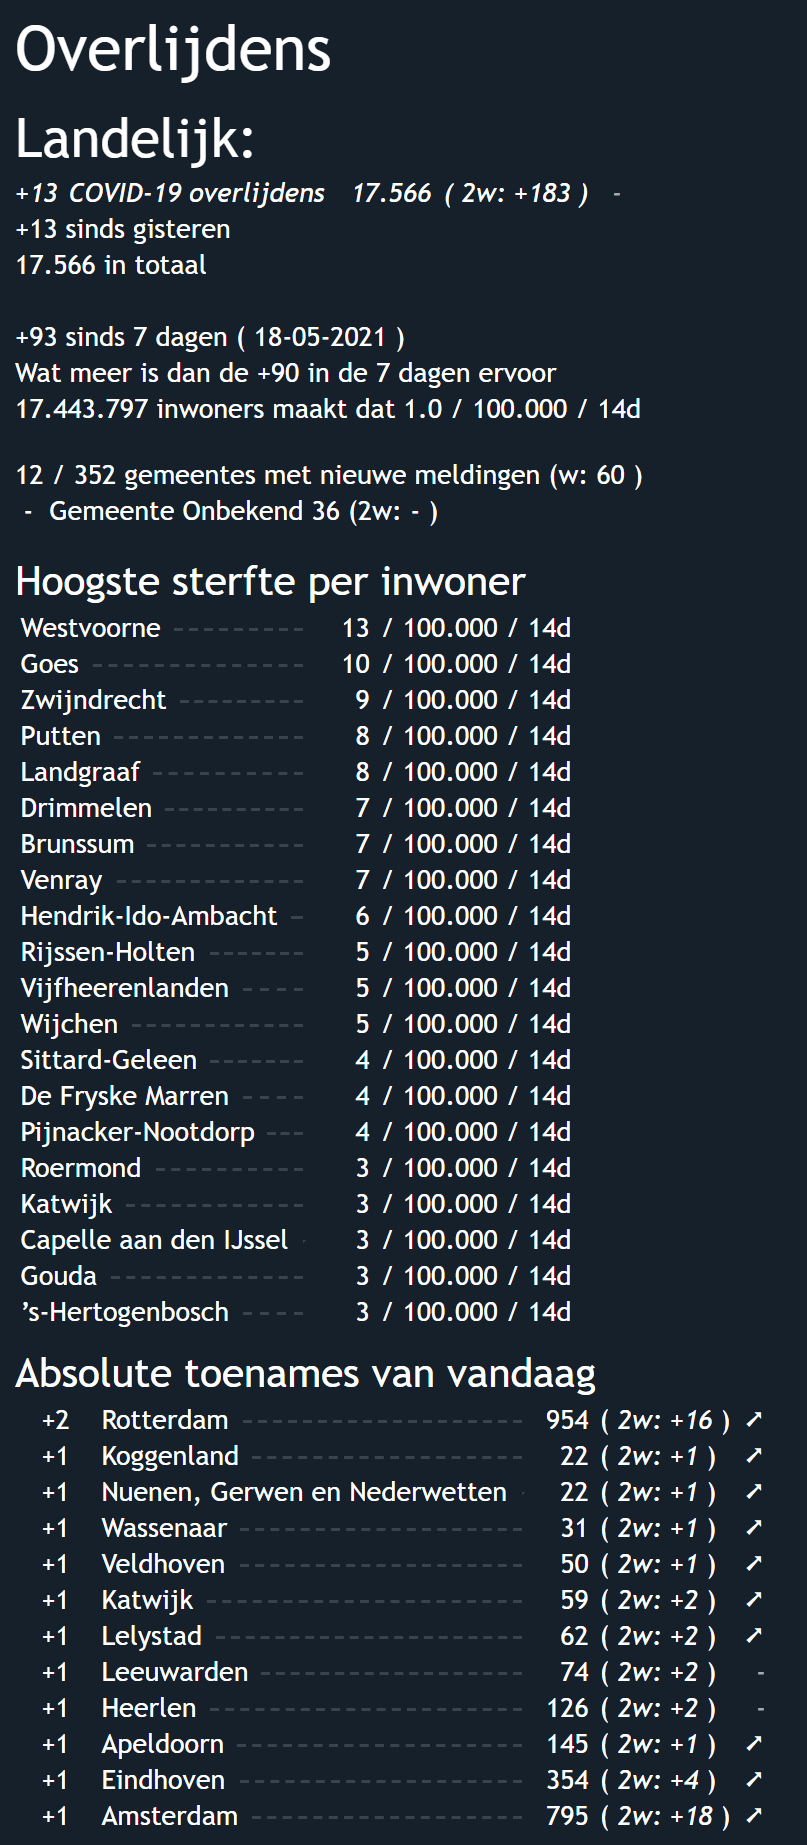 Overlijdens
Landelijk:
+13 COVID-19 overlijdens 17.566 ( 2w: +183 ) -
+13 sinds gisteren
17.566 in totaal
+93 sinds 7 dagen ( 18-05-2021 )
Wat meer is dan de +90 in de 7 dagen ervoor
17.443.797 inwoners maakt dat 1.0 / 100.000 / 14d
12 / 352 gemeentes met nieuwe meldingen (w: 60 )
- Gemeente Onbekend 36 (2w: - )
Hoogste sterfte per inwoner
Westvoorne 13 / 100.000 / 14d
Goes 10 / 100.000 / 14d
Zwijndrecht 9 / 100.000 / 14d
Putten 8 / 100.000 / 14d
Landgraaf 8 / 100.000 / 14d
Drimmelen 7 / 100.000 / 14d
Brunssum 7 / 100.000 / 14d
Venray 7 / 100.000 / 14d
Hendrik-Ido-Ambacht 6 / 100.000 / 14d
Rijssen-Holten 5 / 100.000 / 14d
Vijfheerenlanden 5 / 100.000 / 14d
Wijchen 5 / 100.000 / 14d
Sittard-Geleen 4 / 100.000 / 14d
De Fryske Marren 4 / 100.000 / 14d
Pijnacker-Nootdorp 4 / 100.000 / 14d
Roermond 3 / 100.000 / 14d
Katwijk 3 / 100.000 / 14d
Capelle aan den IJssel 3 / 100.000 / 14d
Gouda 3 / 100.000 / 14d
’s-Hertogenbosch 3 / 100.000 / 14d
Absolute toenames van vandaag
+2 Rotterdam 954 ( 2w: +16 ) ↗
+1 Koggenland 22 ( 2w: +1 ) ↗
+1 Nuenen, Gerwen en Nederwetten 22 ( 2w: +1 ) ↗
+1 Wassenaar 31 ( 2w: +1 ) ↗
+1 Veldhoven 50 ( 2w: +1 ) ↗
+1 Katwijk 59 ( 2w: +2 ) ↗
+1 Lelystad 62 ( 2w: +2 ) ↗
+1 Leeuwarden 74 ( 2w: +2 ) -
+1 Heerlen 126 ( 2w: +2 ) -
+1 Apeldoorn 145 ( 2w: +1 ) ↗
+1 Eindhoven 354 ( 2w: +4 ) ↗
+1 Amsterdam 795 ( 2w: +18 ) ↗